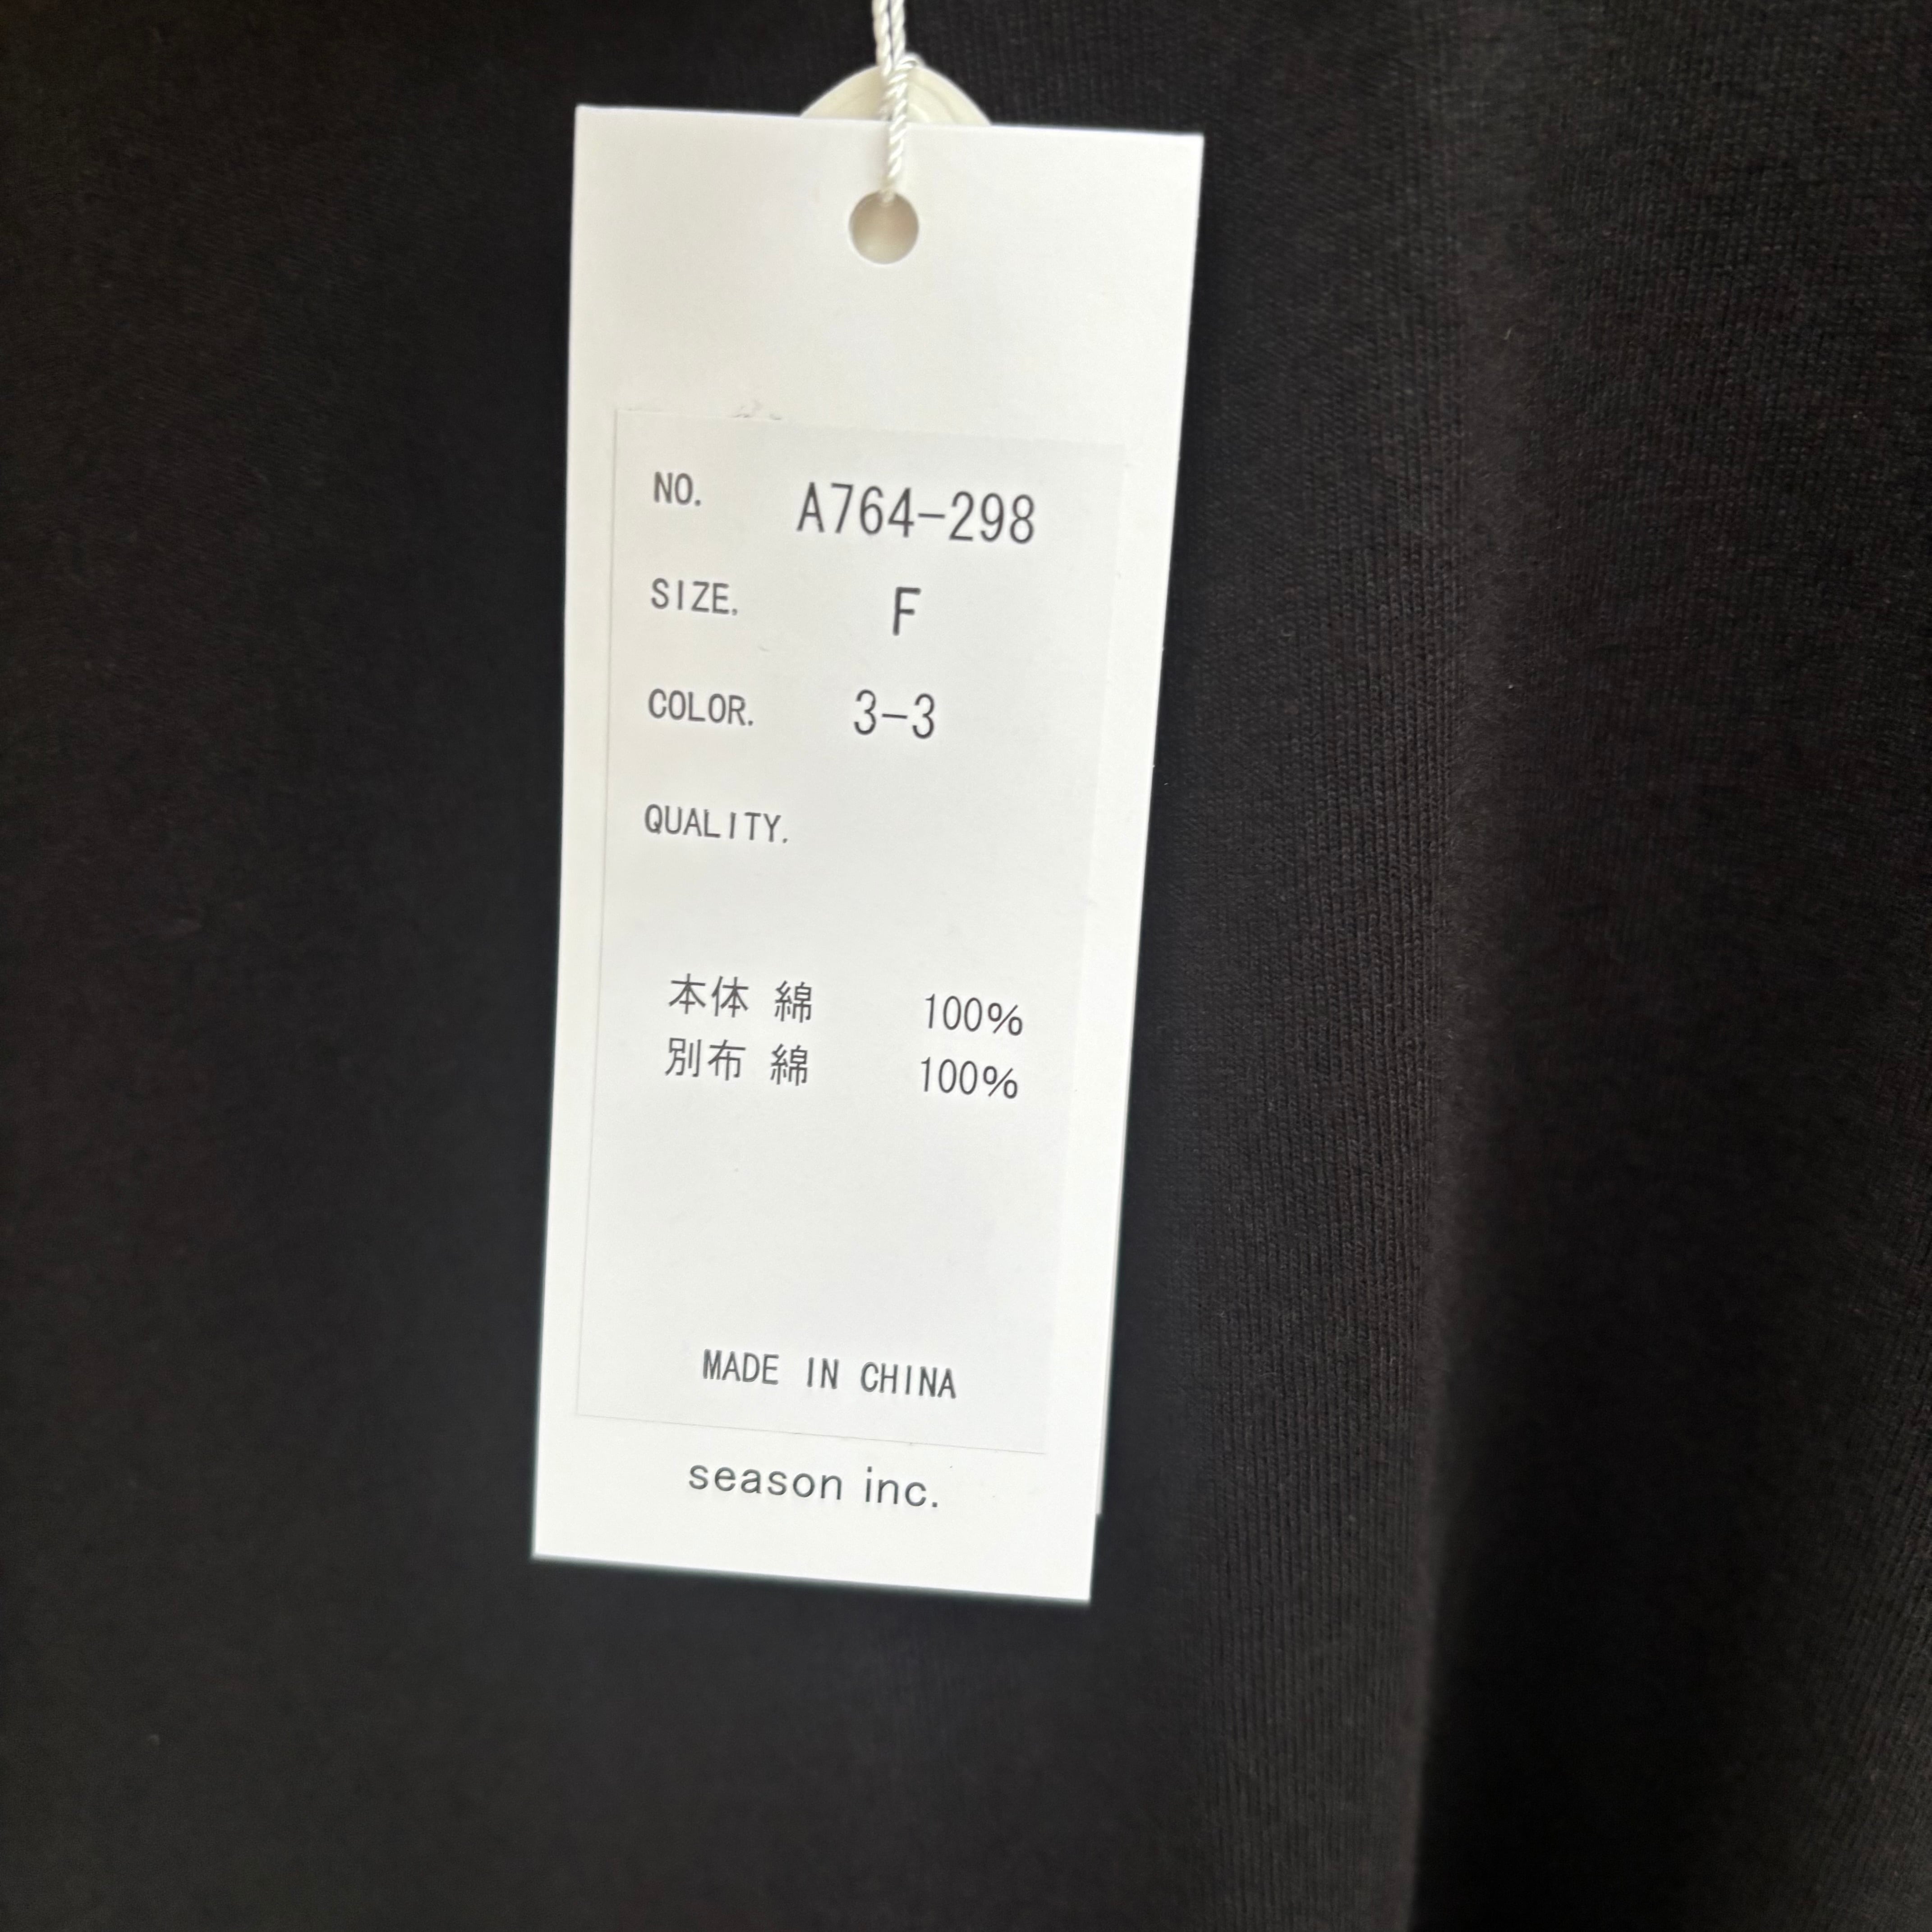 NO. A764-298
SIZE. F
COLOR. 3-3
QUALITY.
本体 綿 100%
別布 綿 100%
MADE IN CHINA
season inc.